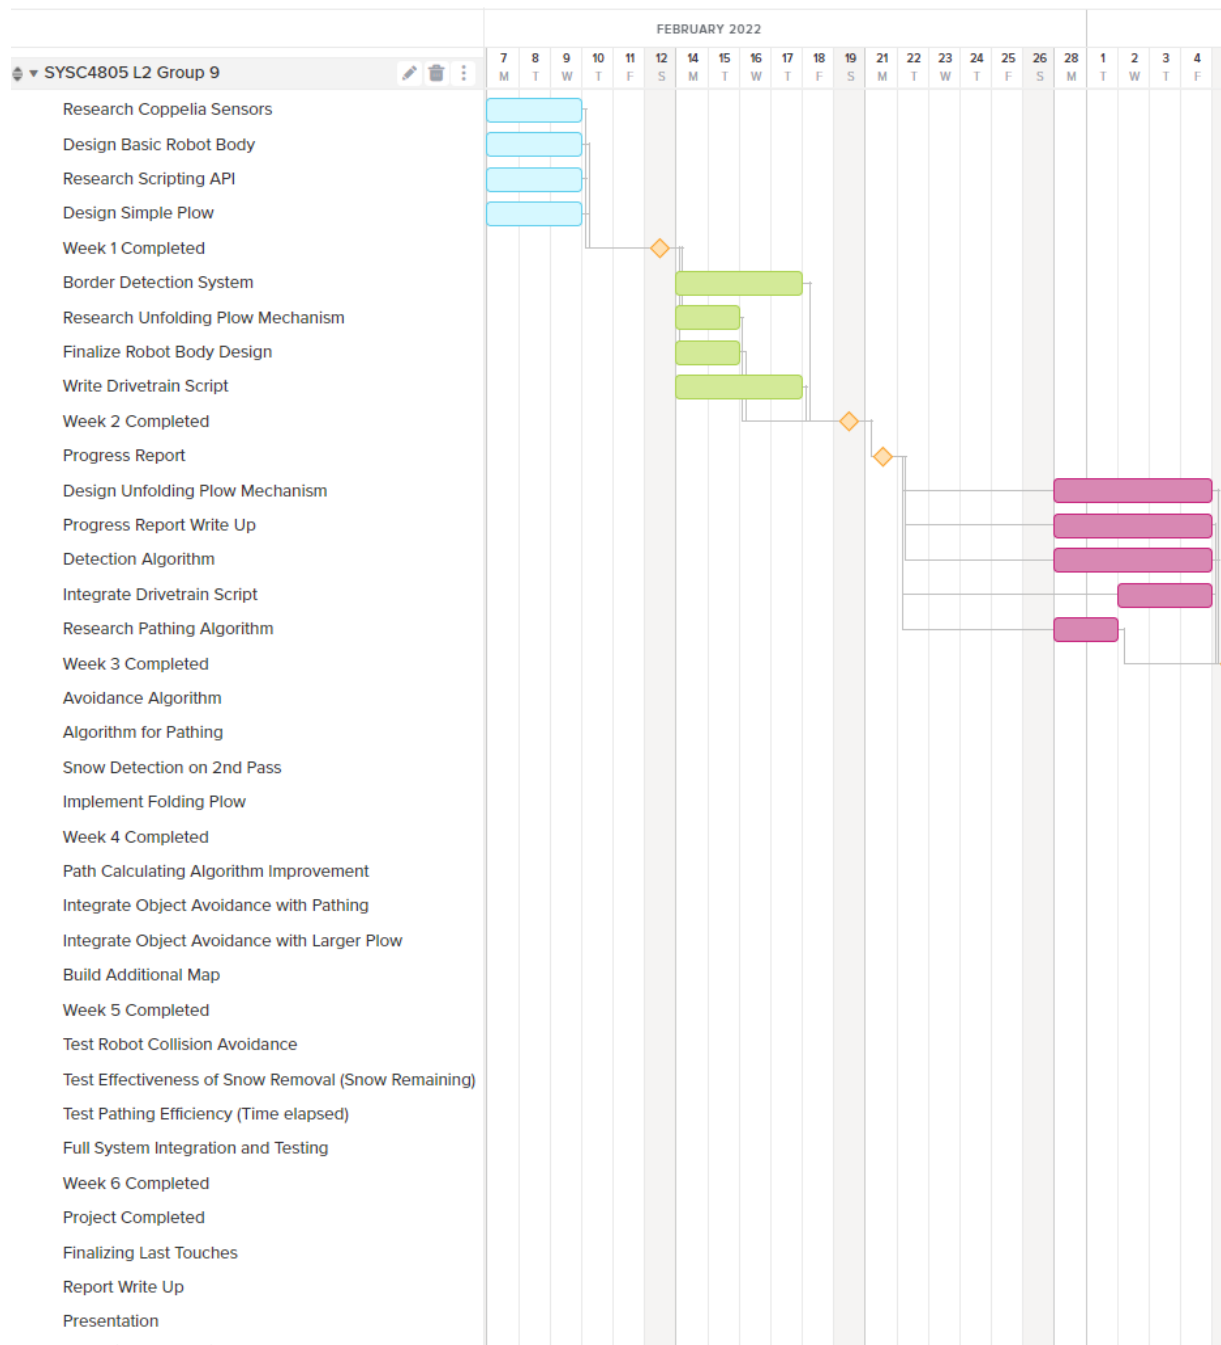 FEBRUARY 2022
7 8 9 10 11 12 14 15 16 17 18 19 21 22 23 24 25 26 28 1 2 3 4
SYSC4805 L2 Group 9
M T W T F S M T W T F S M T W T F S M T W T F
Research Coppelia Sensors
Design Basic Robot Body
Research Scripting API
Design Simple Plow
Week 1 Completed
Border Detection System
Research Unfolding Plow Mechanism
Finalize Robot Body Design
Write Drivetrain Script
Week 2 Completed
Progress Report
Design Unfolding Plow Mechanism
Progress Report Write Up
Detection Algorithm
Integrate Drivetrain Script
Research Pathing Algorithm
Week 3 Completed
Avoidance Algorithm
Algorithm for Pathing
Snow Detection on 2nd Pass
Implement Folding Plow
Week 4 Completed
Path Calculating Algorithm Improvement
Integrate Object Avoidance with Pathing
Integrate Object Avoidance with Larger Plow
Build Additional Map
Week 5 Completed
Test Robot Collision Avoidance
Test Effectiveness of Snow Removal (Snow Remaining)
Test Pathing Efficiency (Time elapsed)
Full System Integration and Testing
Week 6 Completed
Project Completed
Finalizing Last Touches
Report Write Up
Presentation